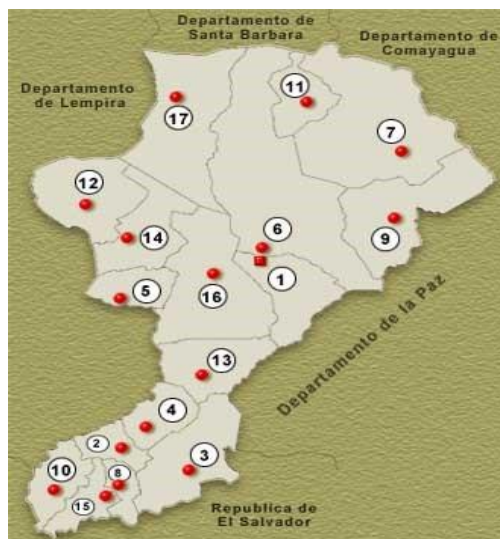 Departamento de
Santa Barbara
Departamento de
Comayagua
Departamento
de Lempira
11
17
7
12
14
6
9
5
16
1
13
4
2
3
10
8
15
Departamento de la Paz
Republica de
El Salvador